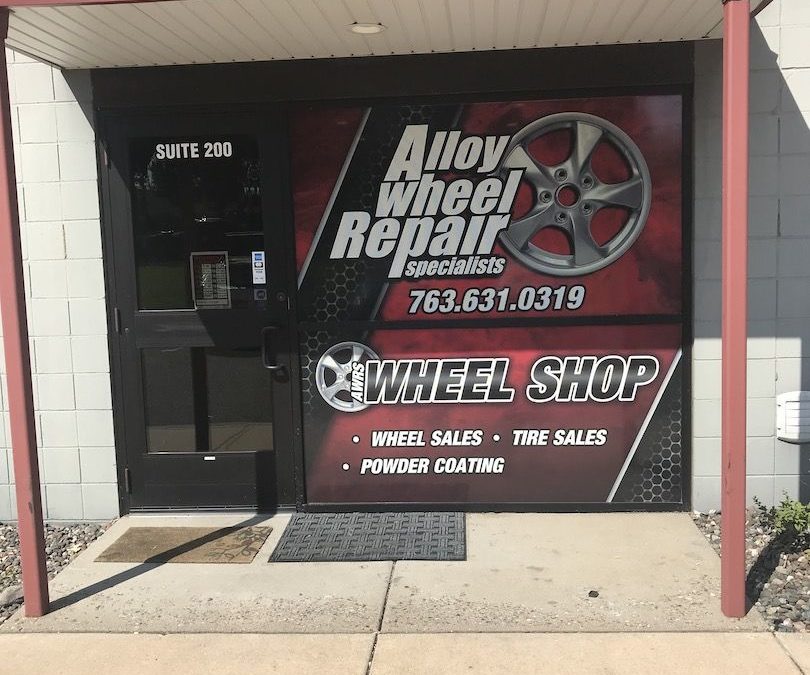 SUITE 200
Alloy
wheel
Repair
specialists
763.631.0319
AWRS
WHEEL SHOP
• WHEEL SALES • TIRE SALES
• POWDER COATING